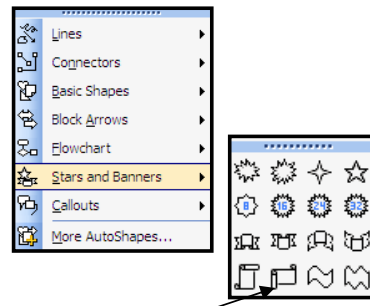 Lines
Connectors
Basic Shapes
Block Arrows
Flowchart
Stars and Banners
Callouts
More AutoShapes...
8 16 24 32